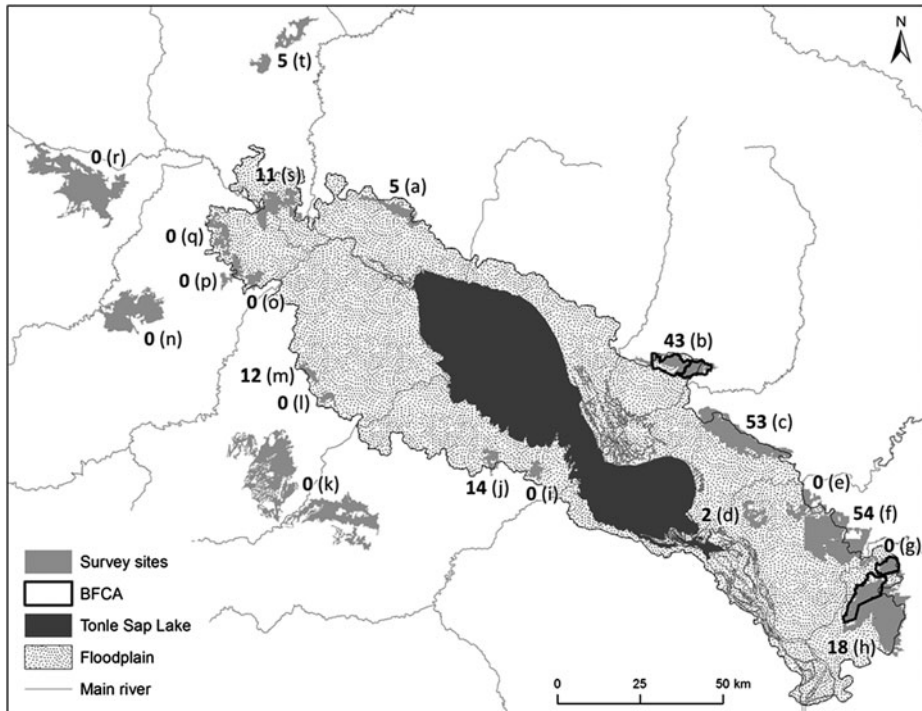 N
5 (t)
0 (r)
11 (s)
5 (a)
0 (q)
0 (p)
0 (o)
0 (n)
43 (b)
12 (m)
0 (l)
53 (c)
0 (k)
14 (j)
0 (i)
2 (d)
0 (e)
54 (f)
0 (g)
18 (h)
Survey sites
BFCA
Tonle Sap Lake
Floodplain
Main river
0 25 50 km